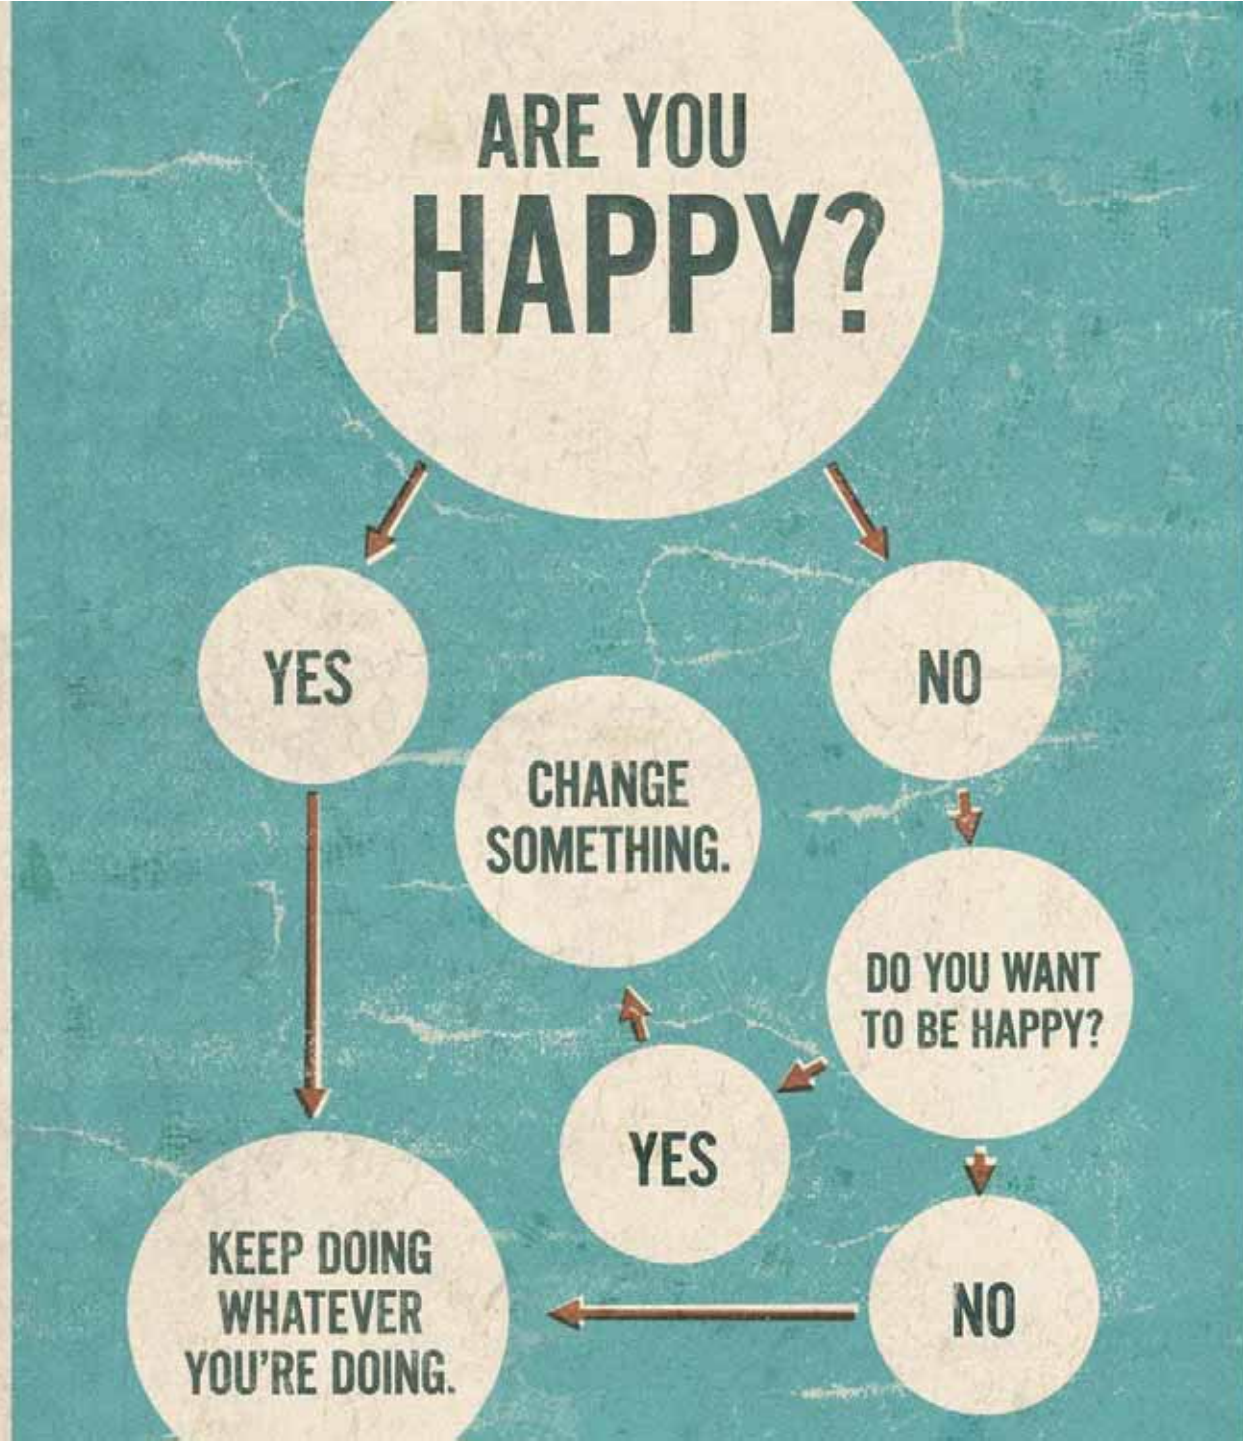 ARE YOU
HAPPY?
YES
NO
CHANGE
SOMETHING.
DO YOU WANT
TO BE HAPPY?
YES
NO
KEEP DOING
WHATEVER
YOU'RE DOING.